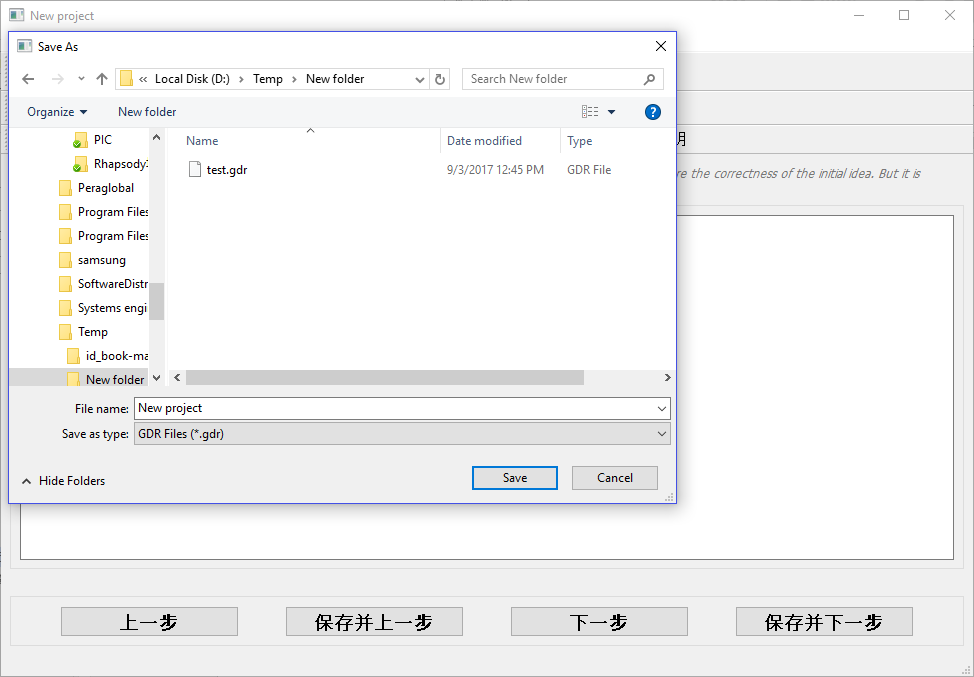 New project
Save As
« Local Disk (D:) › Temp › New folder
Search New folder
Organize
New folder
?
月
Name
Date modified
Type
PIC
test.gdr
9/3/2017 12:45 PM
GDR File
re the correctness of the initial idea. But it is
Rhapsody
Peraglobal
Program Files
Program Files
samsung
SoftwareDistr
Systems engi
Temp
id_book-ma
New folder
File name:
New project
Save as type:
GDR Files (*.gdr)
Hide Folders
Save
Cancel
上一步
保存并上一步
下一步
保存并下一步